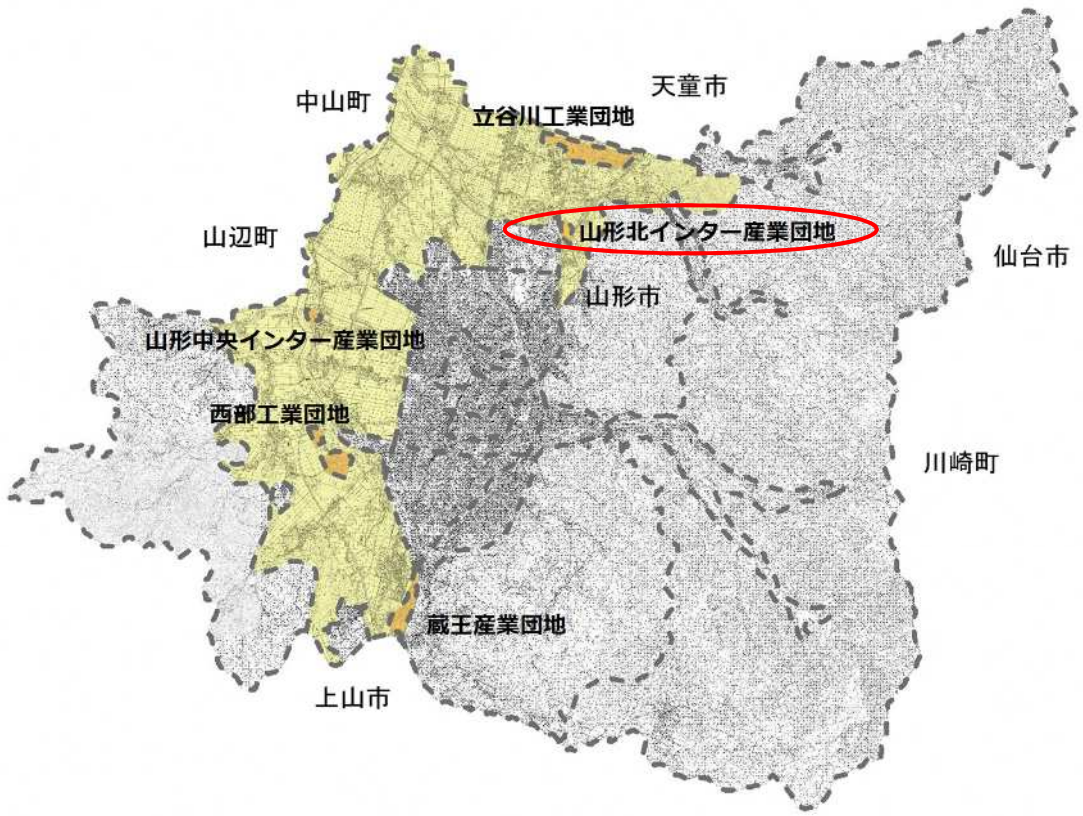 天童市
中山町
立谷川工業団地
山形北インター産業団地
山辺町
仙台市
山形市
山形中央インター産業団地
西部工業団地
川崎町
蔵王産業団地
上山市